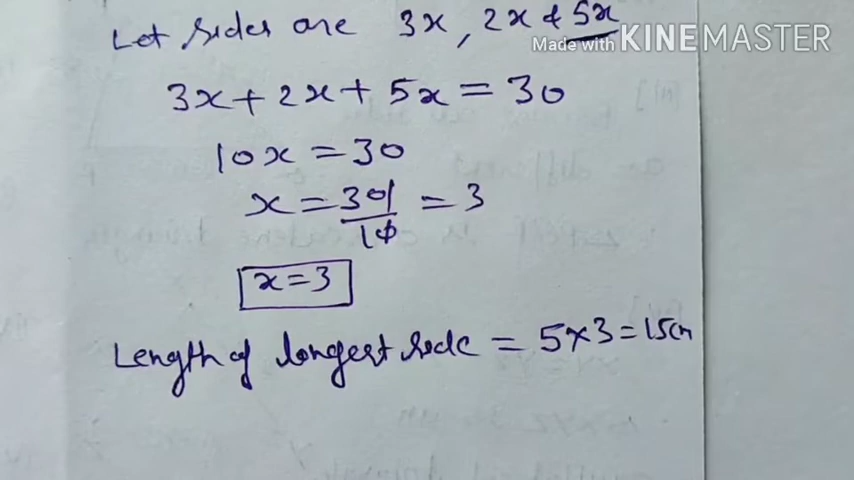 Let sides are 3x, 2x & 5x
Made with KINEMASTER
3x + 2x + 5x = 30
10x = 30
x = 30/10 = 3
x = 3
Length of longest side = 5×3 = 15cm